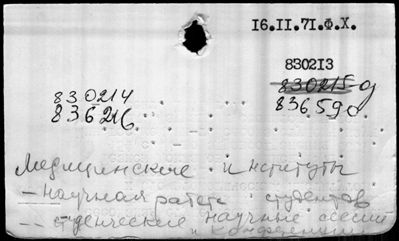 16.II.71.Ф.Х.
830213
830215 д
836590
830214
836216
Медицинские институты
– научная работа студентов
– студенческие научные сессии
и конференции